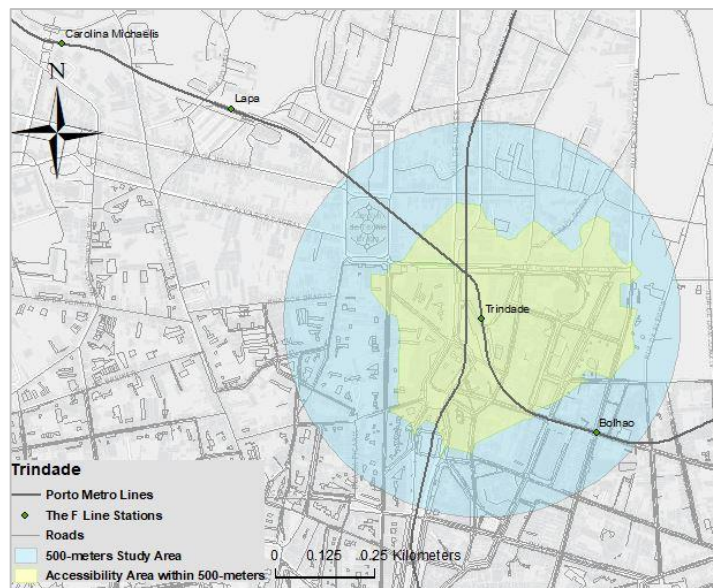 Carolina Michaëlis
N
Lapa
Trindade
Bolhao
Trindade
Porto Metro Lines
The F Line Stations
Roads
500-meters Study Area
Accessibility Area within 500-meters
0 0.125 0.25 Kilometers